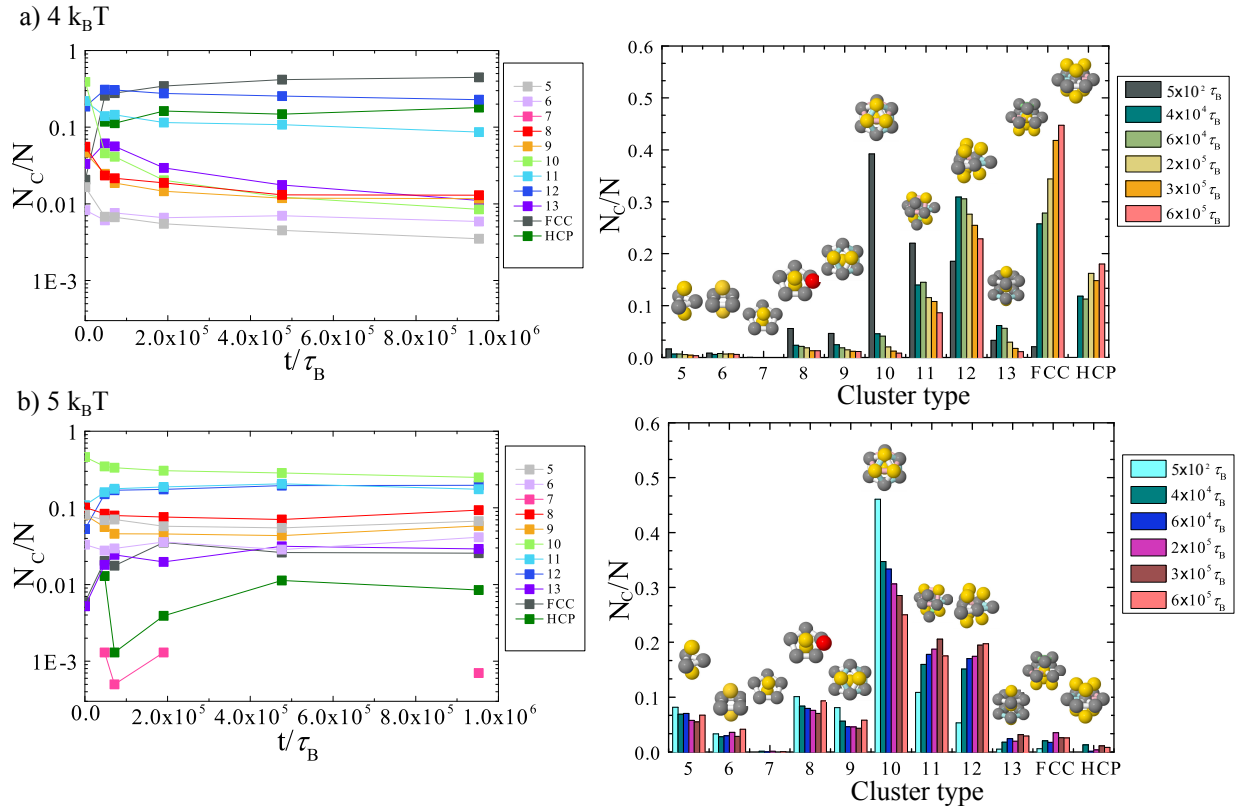 a) 4 k_BT
N_C/N
1
0.1
0.01
1E-3
0.0
2.0x10^5
4.0x10^5
6.0x10^5
8.0x10^5
1.0x10^6
t/τ_B
5
6
7
8
9
10
11
12
13
FCC
HCP
N_C/N
0.6
0.5
0.4
0.3
0.2
0.1
0.0
5 6 7 8 9 10 11 12 13 FCC HCP
Cluster type
5x10^2 τ_B
4x10^4 τ_B
6x10^4 τ_B
2x10^5 τ_B
3x10^5 τ_B
6x10^5 τ_B
b) 5 k_BT
N_C/N
1
0.1
0.01
1E-3
0.0
2.0x10^5
4.0x10^5
6.0x10^5
8.0x10^5
1.0x10^6
t/τ_B
5
6
7
8
9
10
11
12
13
FCC
HCP
N_C/N
0.6
0.5
0.4
0.3
0.2
0.1
0.0
5 6 7 8 9 10 11 12 13 FCC HCP
Cluster type
5x10^2 τ_B
4x10^4 τ_B
6x10^4 τ_B
2x10^5 τ_B
3x10^5 τ_B
6x10^5 τ_B